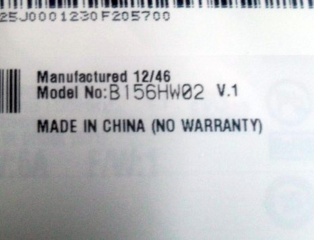 25J0001230F205700
Manufactured 12/46
Model No:B156HW02 V.1
MADE IN CHINA (NO WARRANTY)